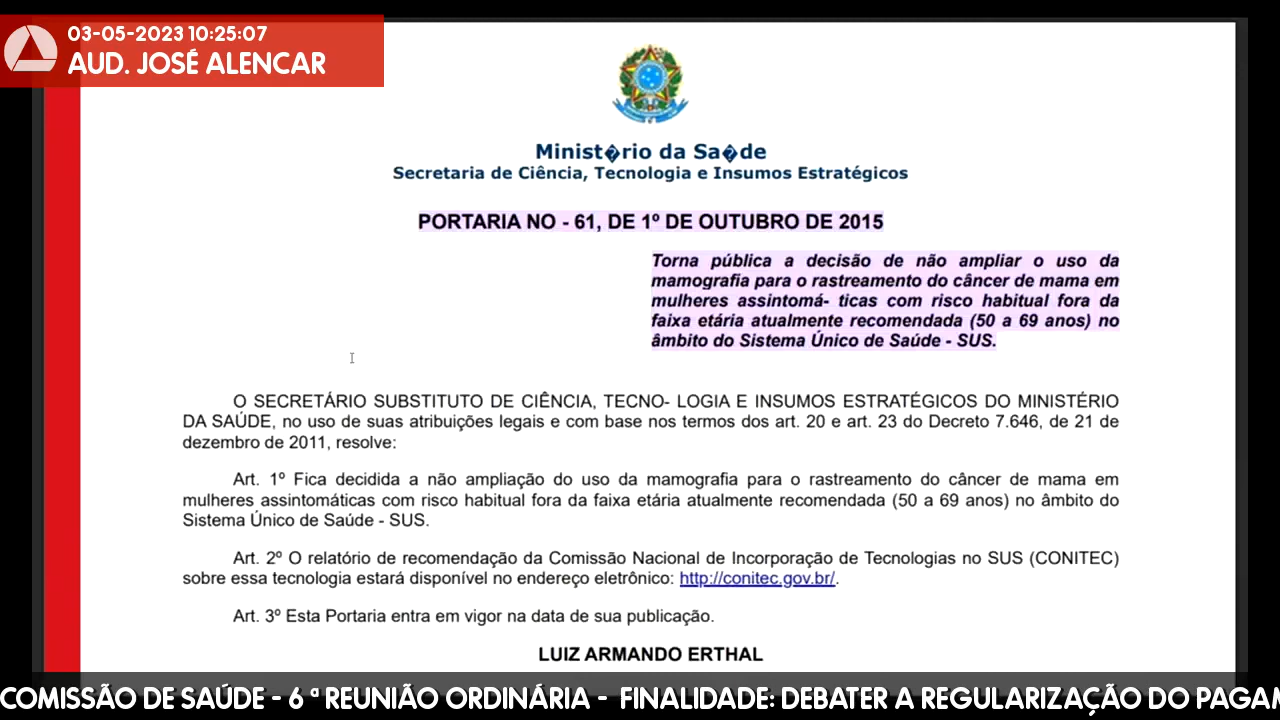 03-05-2023 10:25:07
AUD. JOSÉ ALENCAR
Minist�rio da Sa�de
Secretaria de Ciência, Tecnologia e Insumos Estratégicos
PORTARIA NO - 61, DE 1º DE OUTUBRO DE 2015
Torna pública a decisão de não ampliar o uso da
mamografia para o rastreamento do câncer de mama em
mulheres assintomá- ticas com risco habitual fora da
faixa etária atualmente recomendada (50 a 69 anos) no
âmbito do Sistema Único de Saúde - SUS.
O SECRETÁRIO SUBSTITUTO DE CIÊNCIA, TECNO- LOGIA E INSUMOS ESTRATÉGICOS DO MINISTÉRIO
DA SAÚDE, no uso de suas atribuições legais e com base nos termos dos art. 20 e art. 23 do Decreto 7.646, de 21 de
dezembro de 2011, resolve:
Art. 1º Fica decidida a não ampliação do uso da mamografia para o rastreamento do câncer de mama em
mulheres assintomáticas com risco habitual fora da faixa etária atualmente recomendada (50 a 69 anos) no âmbito do
Sistema Único de Saúde - SUS.
Art. 2º O relatório de recomendação da Comissão Nacional de Incorporação de Tecnologias no SUS (CONITEC)
sobre essa tecnologia estará disponível no endereço eletrônico: http://conitec.gov.br/.
Art. 3º Esta Portaria entra em vigor na data de sua publicação.
LUIZ ARMANDO ERTHAL
COMISSÃO DE SAÚDE - 6 ª REUNIÃO ORDINÁRIA - FINALIDADE: DEBATER A REGULARIZAÇÃO DO PAGAM